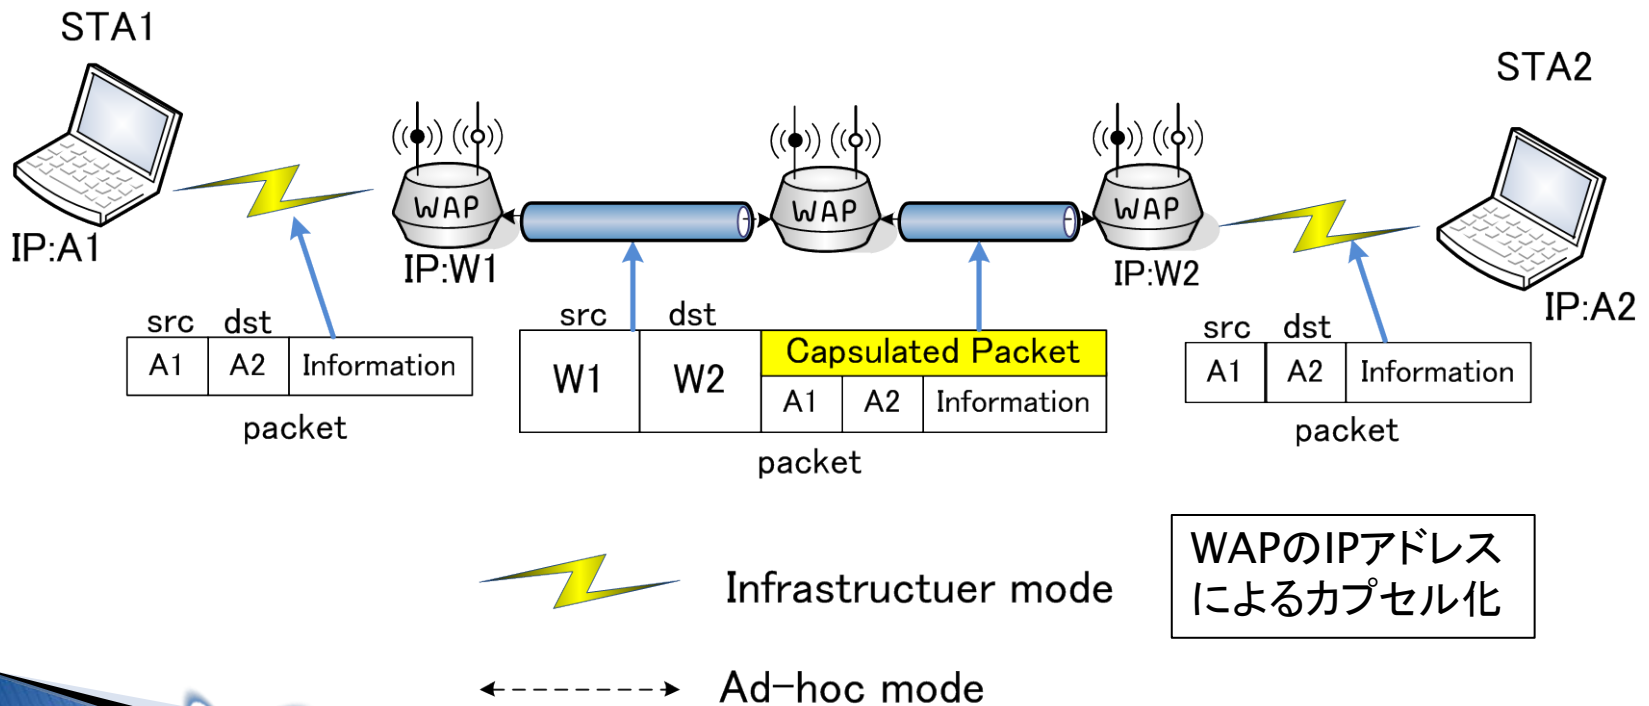 STA1
STA2
WAP
WAP
WAP
IP:A1
IP:W1
IP:W2
IP:A2
src dst
A1 A2 Information
packet
src dst
W1 W2 Capsulated Packet
A1 A2 Information
packet
src dst
A1 A2 Information
packet
Infrastructuer mode
WAPのIPアドレス
によるカプセル化
Ad-hoc mode